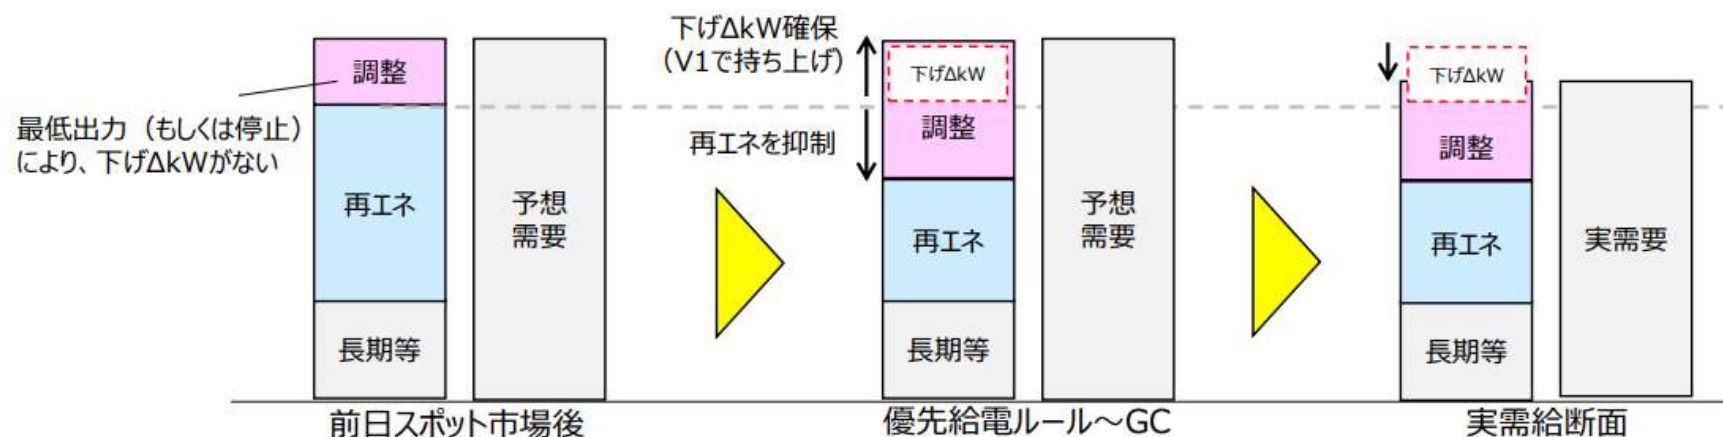 調整
最低出力（もしくは停止）
により、下げΔkWがない
再エネ
長期等
予想
需要
前日スポット市場後
下げΔkW確保
（V1で持ち上げ）
再エネを抑制
下げΔkW
調整
再エネ
長期等
予想
需要
優先給電ルール～GC
下げΔkW
調整
再エネ
長期等
実需要
実需給断面